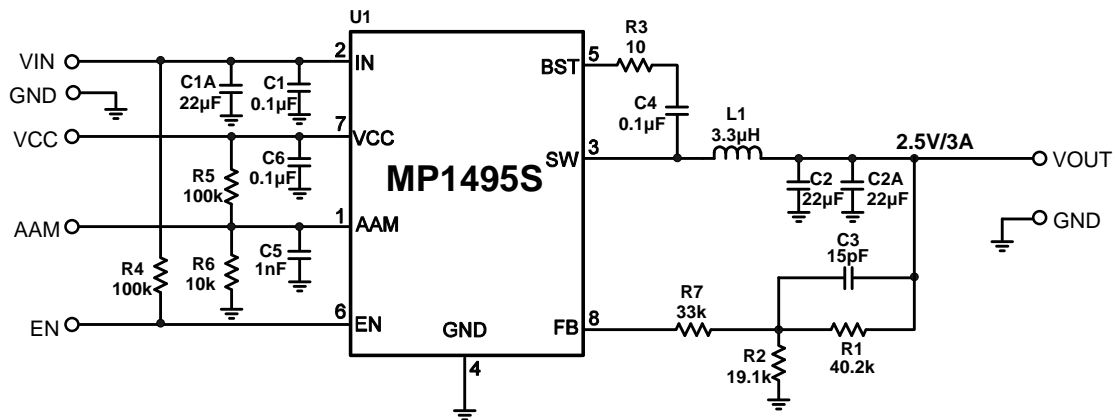 U1
VIN
GND
VCC
AAM
EN
2
7
1
6
IN
VCC
AAM
EN
MP1495S
GND
4
BST
SW
FB
5
3
8
C1A
22µF
C1
0.1µF
R5
100k
C6
0.1µF
R4
100k
R6
10k
C5
1nF
R3
10
C4
0.1µF
L1
3.3µH
2.5V/3A
VOUT
C2
22µF
C2A
22µF
GND
C3
15pF
R7
33k
R2
19.1k
R1
40.2k